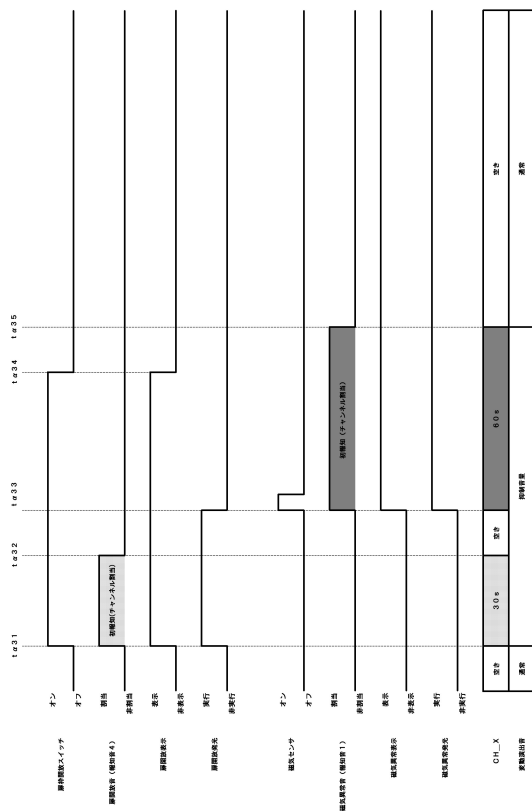 tα31
tα32
tα33
tα34
tα35
扉枠開放スイッチ
オン
オフ
扉開放音（報知音4）
割当
非割当
初報知(チャンネル割当)
扉開放表示
表示
非表示
扉開放発光
実行
非実行
磁気センサ
オン
オフ
磁気異常音（報知音1）
割当
非割当
初報知（チャンネル割当）
磁気異常表示
表示
非表示
磁気異常発光
実行
非実行
CH_X
空き
30s
空き
60s
空き
変動演出音
通常
抑制音量
通常